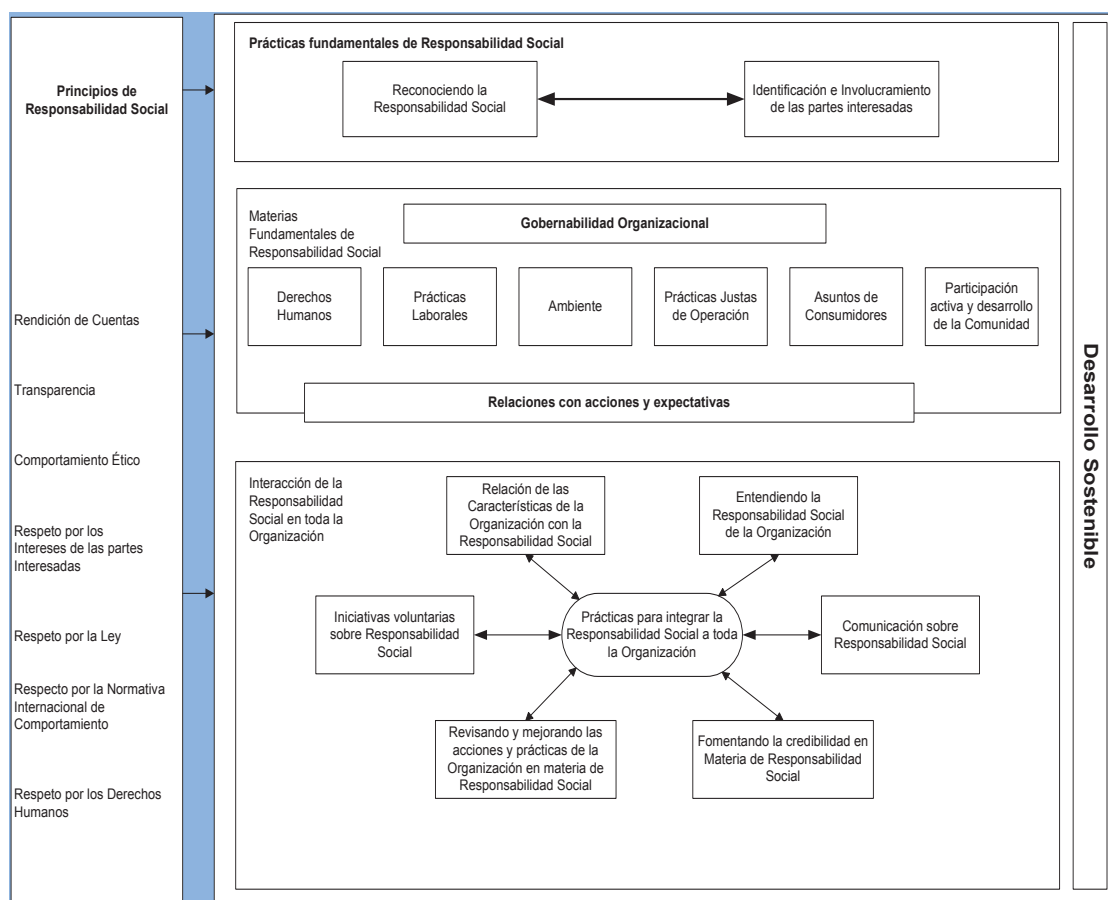 Principios de
Responsabilidad Social
Rendición de Cuentas
Transparencia
Comportamiento Ético
Respeto por los
Intereses de las partes
Interesadas
Respeto por la Ley
Respecto por la Normativa
Internacional de
Comportamiento
Respeto por los Derechos
Humanos
Prácticas fundamentales de Responsabilidad Social
Reconociendo la
Responsabilidad Social
Identificación e Involucramiento
de las partes interesadas
Materias
Fundamentales de
Responsabilidad Social
Gobernabilidad Organizacional
Derechos
Humanos
Prácticas
Laborales
Ambiente
Prácticas Justas
de Operación
Asuntos de
Consumidores
Participación
activa y desarrollo
de la Comunidad
Relaciones con acciones y expectativas
Interacción de la
Responsabilidad
Social en toda la
Organización
Relación de las
Características de la
Organización con la
Responsabilidad Social
Entendiendo la
Responsabilidad Social
de la Organización
Iniciativas voluntarias
sobre Responsabilidad
Social
Prácticas para integrar la
Responsabilidad Social a toda
la Organización
Comunicación sobre
Responsabilidad Social
Revisando y mejorando las
acciones y prácticas de la
Organización en materia de
Responsabilidad Social
Fomentando la credibilidad en
Materia de Responsabilidad
Social
Desarrollo Sostenible